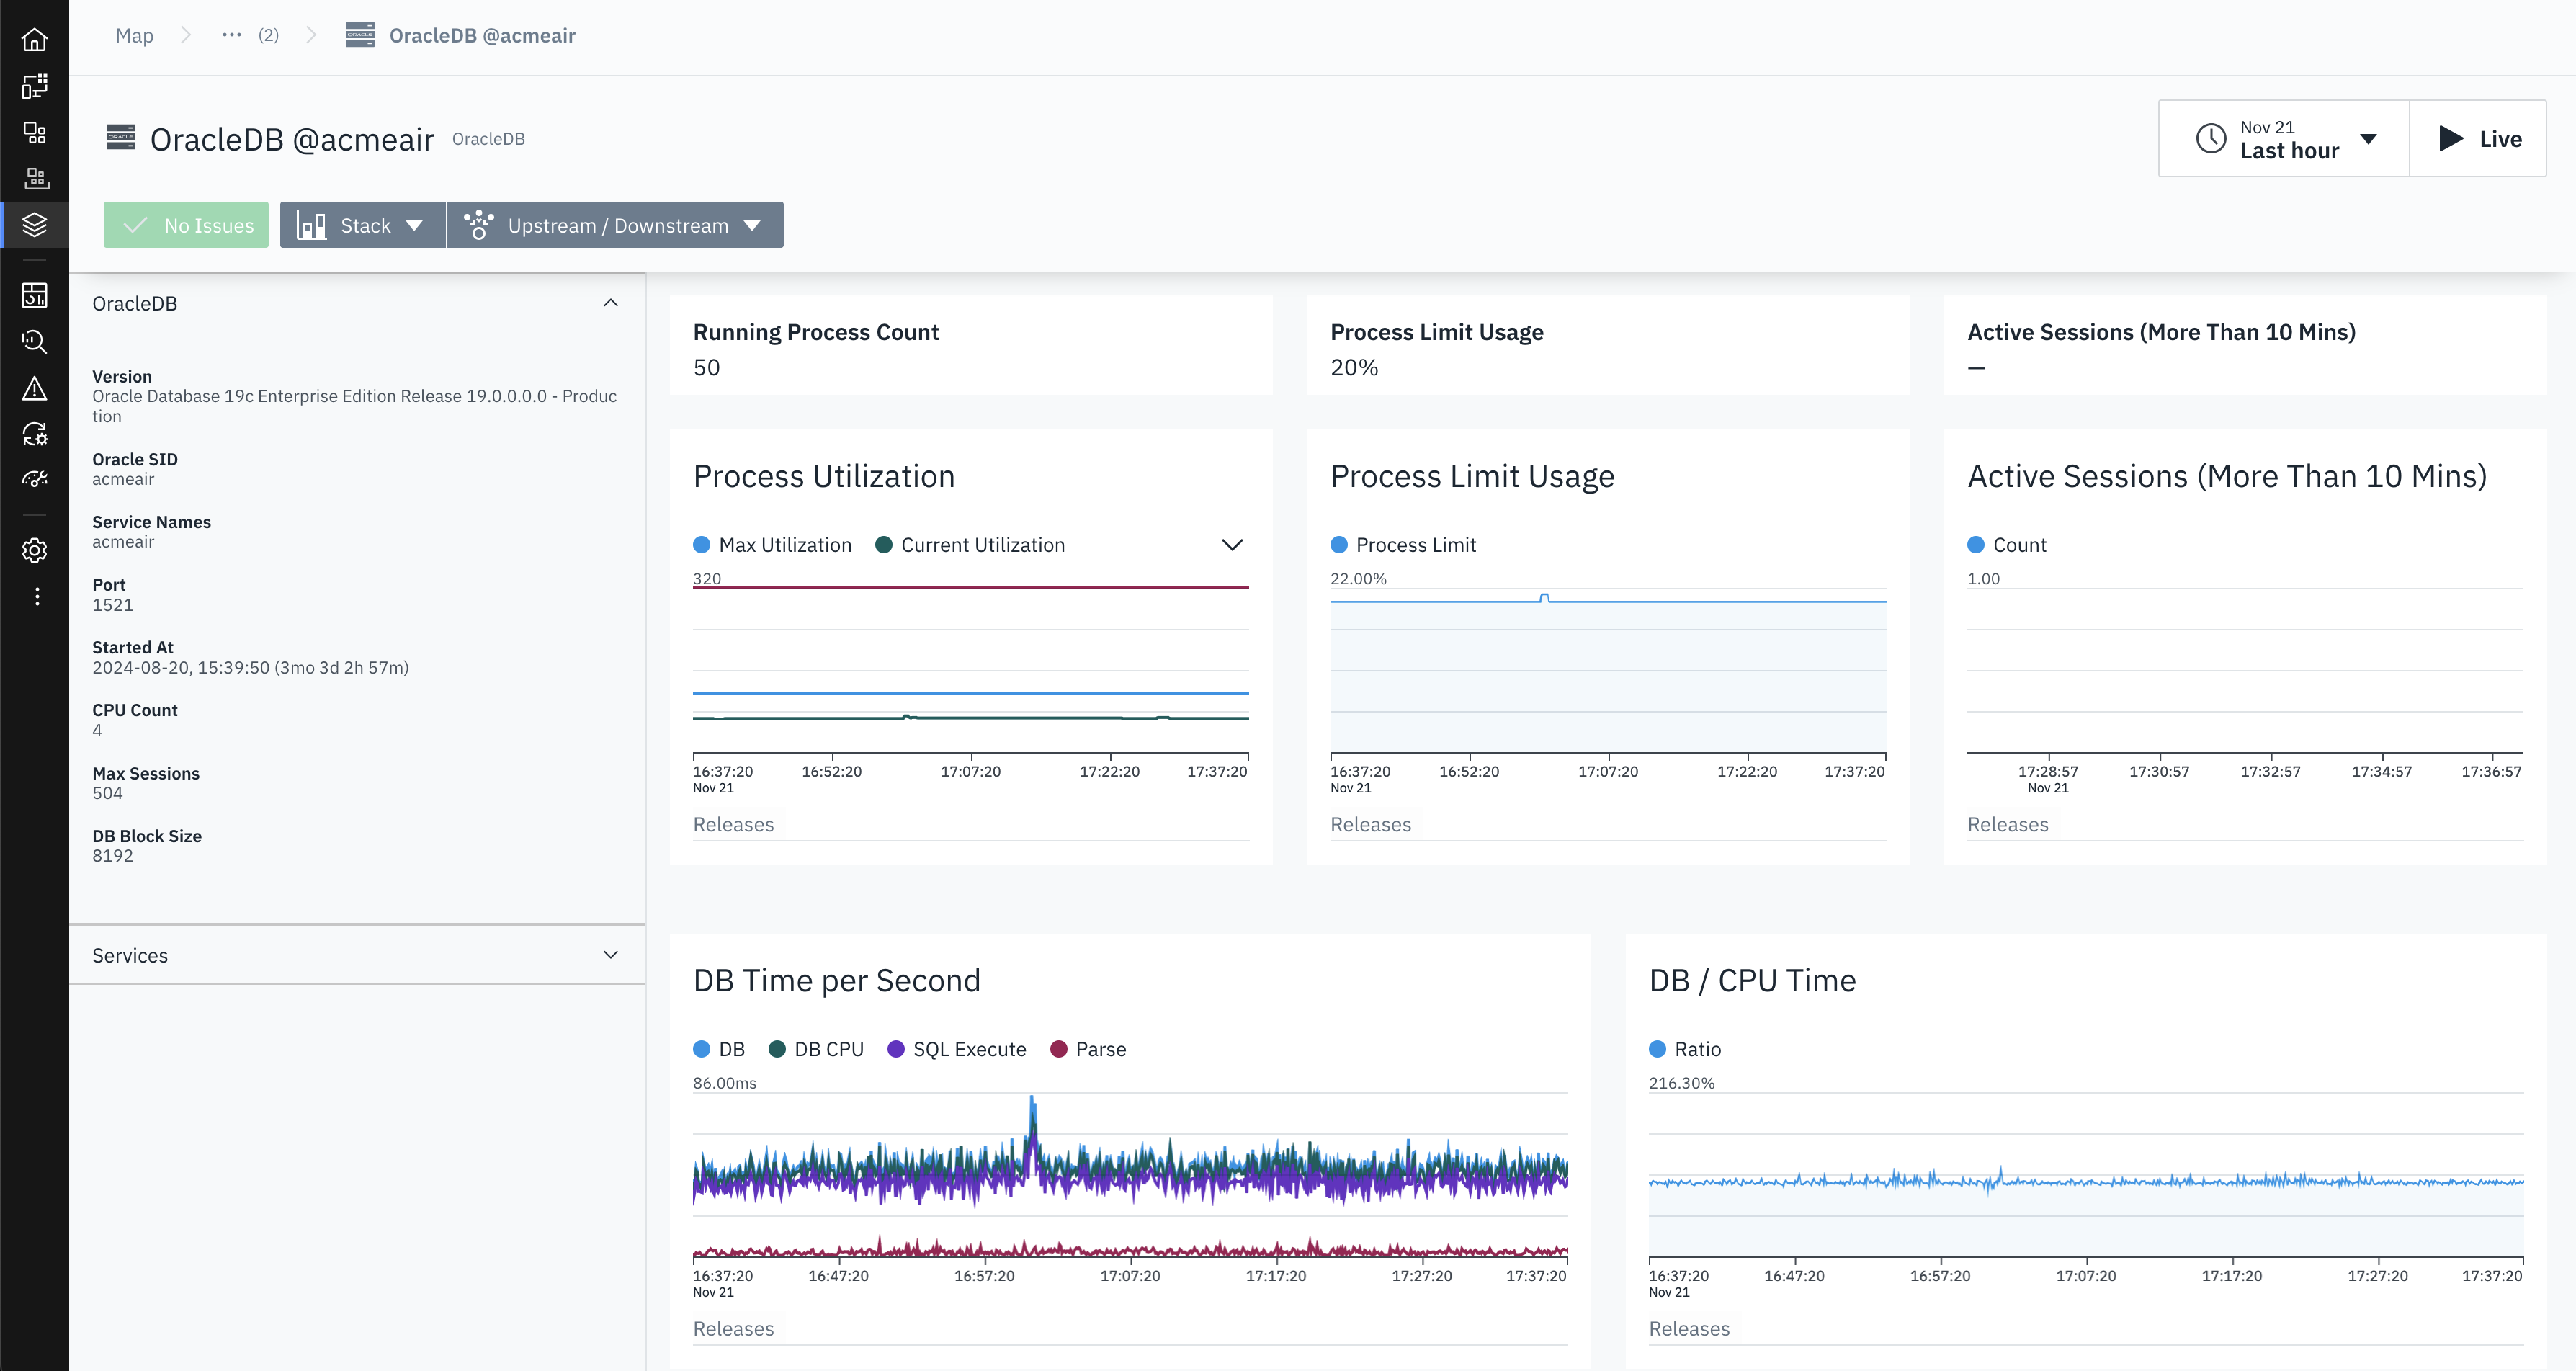 Map
... (2)
ORACLE
OracleDB @acmeair
ORACLE
OracleDB @acmeair
OracleDB
Nov 21
Last hour
Live
No Issues
Stack
Upstream / Downstream
OracleDB
Version
Oracle Database 19c Enterprise Edition Release 19.0.0.0.0 - Produc
tion
Oracle SID
acmeair
Service Names
acmeair
Port
1521
Started At
2024-08-20, 15:39:50 (3mo 3d 2h 57m)
CPU Count
4
Max Sessions
504
DB Block Size
8192
Services
Running Process Count
50
Process Limit Usage
20%
Active Sessions (More Than 10 Mins)
—
Process Utilization
Max Utilization Current Utilization
320
16:37:20 16:52:20 17:07:20 17:22:20 17:37:20
Nov 21
Releases
Process Limit Usage
Process Limit
22.00%
16:37:20 16:52:20 17:07:20 17:22:20 17:37:20
Nov 21
Releases
Active Sessions (More Than 10 Mins)
Count
1.00
17:28:57 17:30:57 17:32:57 17:34:57 17:36:57
Nov 21
Releases
DB Time per Second
DB DB CPU SQL Execute Parse
86.00ms
16:37:20 16:47:20 16:57:20 17:07:20 17:17:20 17:27:20 17:37:20
Nov 21
Releases
DB / CPU Time
Ratio
216.30%
16:37:20 16:47:20 16:57:20 17:07:20 17:17:20 17:27:20 17:37:20
Nov 21
Releases